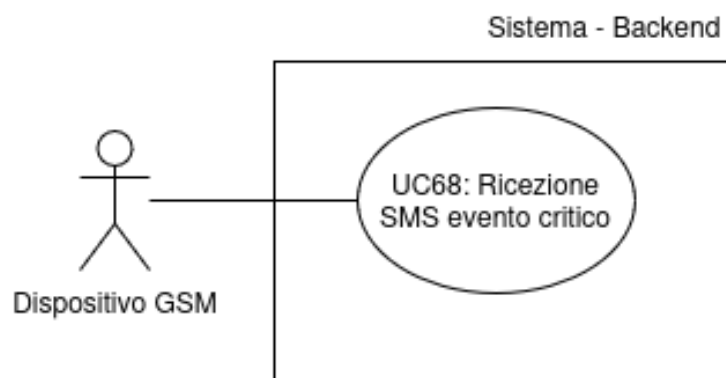 Sistema - Backend
UC68: Ricezione
SMS evento critico
Dispositivo GSM